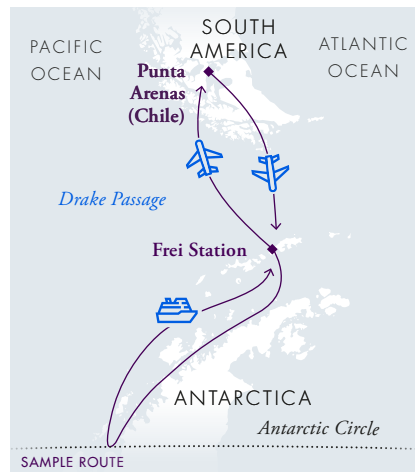 SOUTH
AMERICA
PACIFIC
OCEAN
ATLANTIC
OCEAN
Punta
Arenas
(Chile)
Drake Passage
Frei Station
ANTARCTICA
Antarctic Circle
SAMPLE ROUTE